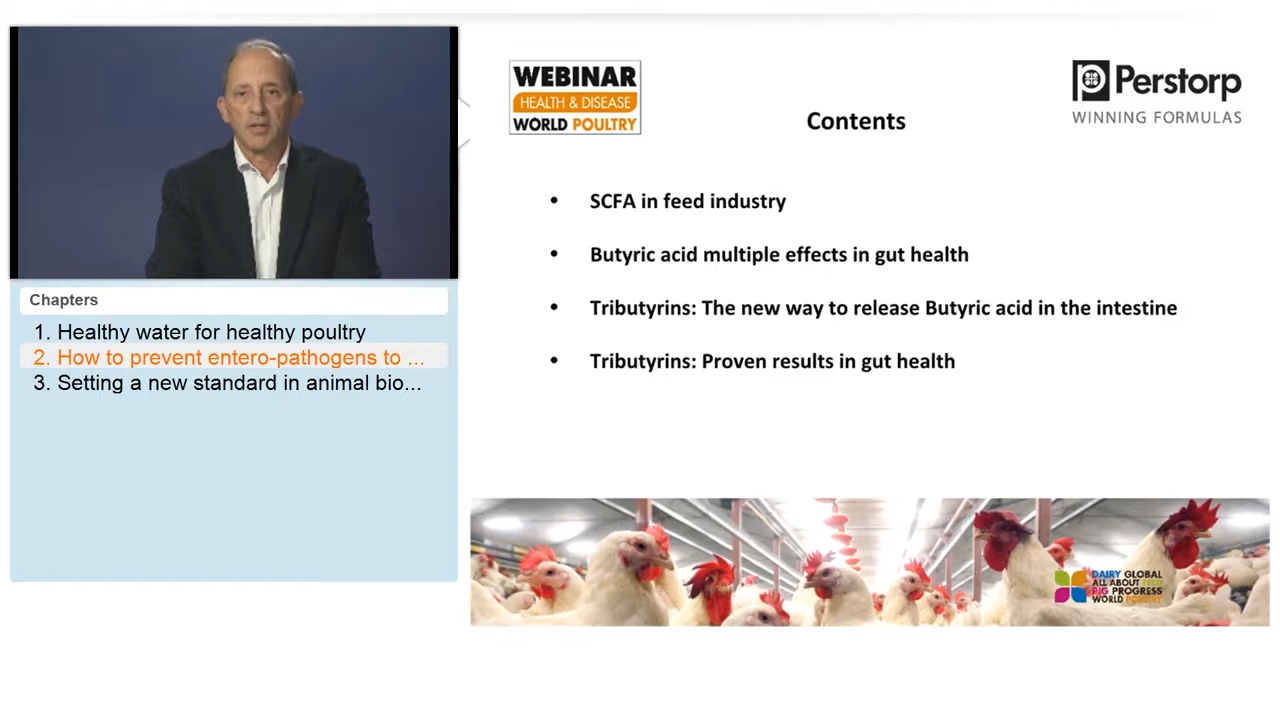 WEBINAR
HEALTH & DISEASE
WORLD POULTRY
Perstorp
WINNING FORMULAS
Contents
• SCFA in feed industry
• Butyric acid multiple effects in gut health
• Tributyrins: The new way to release Butyric acid in the intestine
• Tributyrins: Proven results in gut health
Chapters
1. Healthy water for healthy poultry
2. How to prevent entero-pathogens to ...
3. Setting a new standard in animal bio...
DAIRY GLOBAL
ALL ABOUT FEED
PIG PROGRESS
WORLD POULTRY